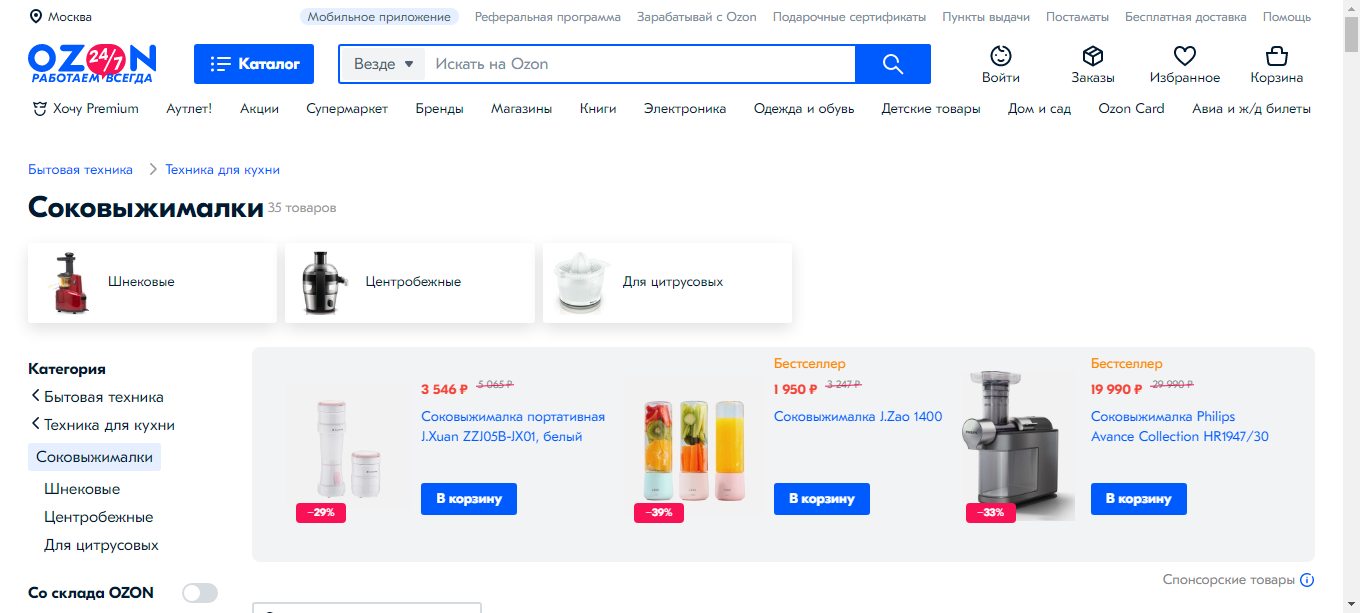 Москва
Мобильное приложение Реферальная программа Зарабатывай с Ozon Подарочные сертификаты Пункты выдачи Постаматы Бесплатная доставка Помощь
OZON 24/7
РАБОТАЕМ ВСЕГДА
Каталог
Везде Искать на Ozon
Войти Заказы Избранное Корзина
Хочу Premium Аутлет! Акции Супермаркет Бренды Магазины Книги Электроника Одежда и обувь Детские товары Дом и сад Ozon Card Авиа и ж/д билеты
Бытовая техника Техника для кухни
Соковыжималки 35 товаров
Шнековые Центробежные Для цитрусовых
Категория
Бытовая техника
Техника для кухни
Соковыжималки
Шнековые
Центробежные
Для цитрусовых
Со склада OZON
3 546 ₽ 5 065 ₽
Соковыжималка портативная
J.Xuan ZZJ05B-JX01, белый
В корзину
−29%
Бестселлер
1 950 ₽ 3 247 ₽
Соковыжималка J.Zao 1400
В корзину
−39%
Бестселлер
19 990 ₽ 29 990 ₽
Соковыжималка Philips
Avance Collection HR1947/30
В корзину
−33%
Спонсорские товары